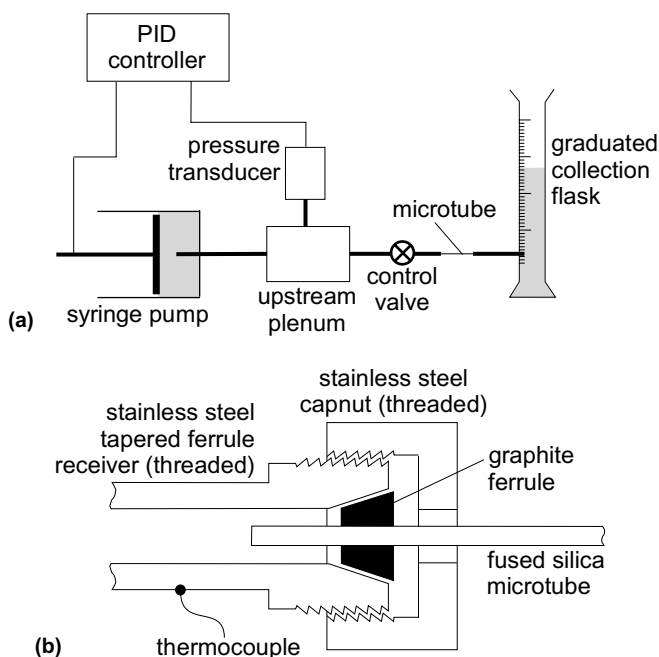 PID
controller
pressure
transducer
graduated
collection
flask
microtube
control
valve
upstream
plenum
syringe pump
(a)
stainless steel
capnut (threaded)
stainless steel
tapered ferrule
receiver (threaded)
graphite
ferrule
fused silica
microtube
(b)
thermocouple